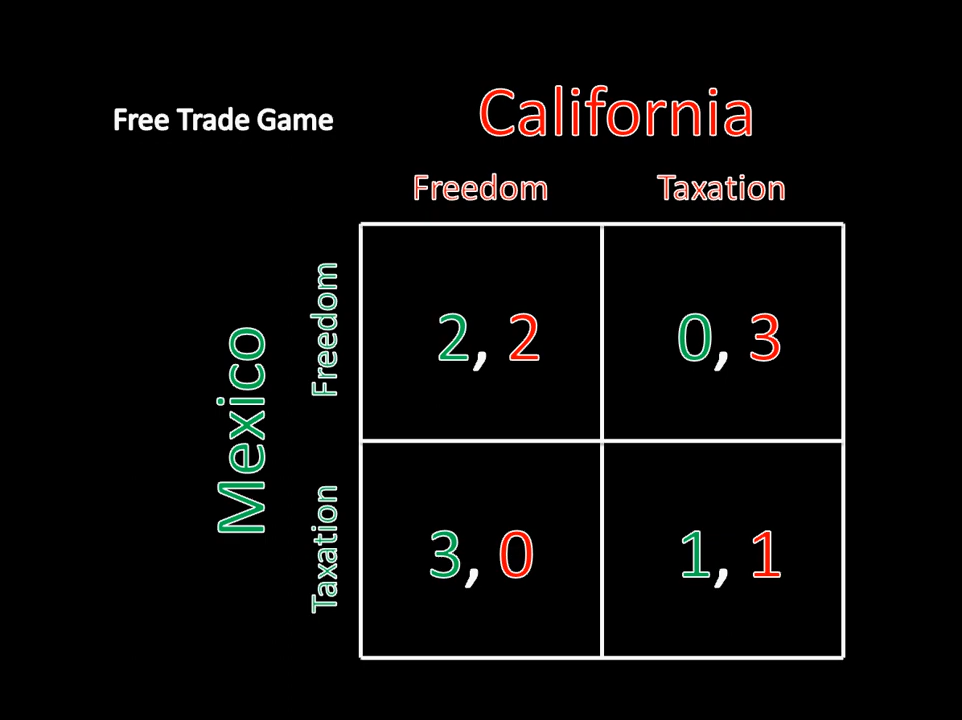 Free Trade Game
California
Freedom Taxation
Mexico
Freedom
2, 2 0, 3
Taxation
3, 0 1, 1